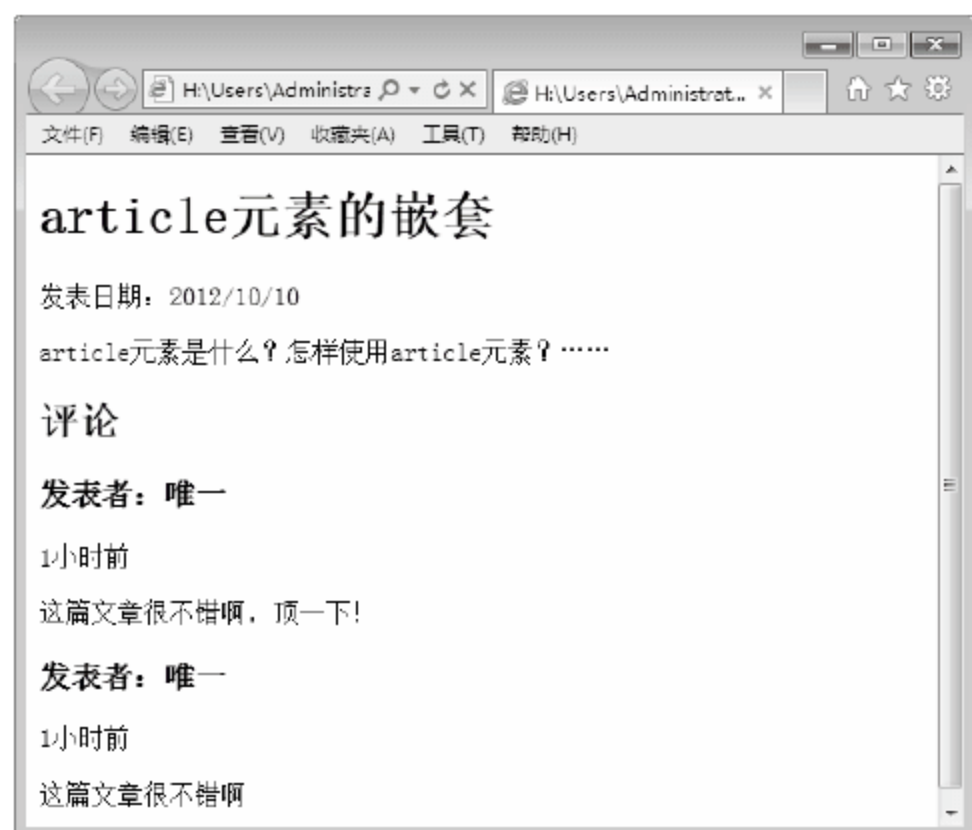 H:\Users\Administra
H:\Users\Administrat...
文件(F) 编辑(E) 查看(V) 收藏夹(A) 工具(T) 帮助(H)
article元素的嵌套
发表日期：2012/10/10
article元素是什么？怎样使用article元素？……
评论
发表者：唯一
1小时前
这篇文章很不错啊，顶一下！
发表者：唯一
1小时前
这篇文章很不错啊